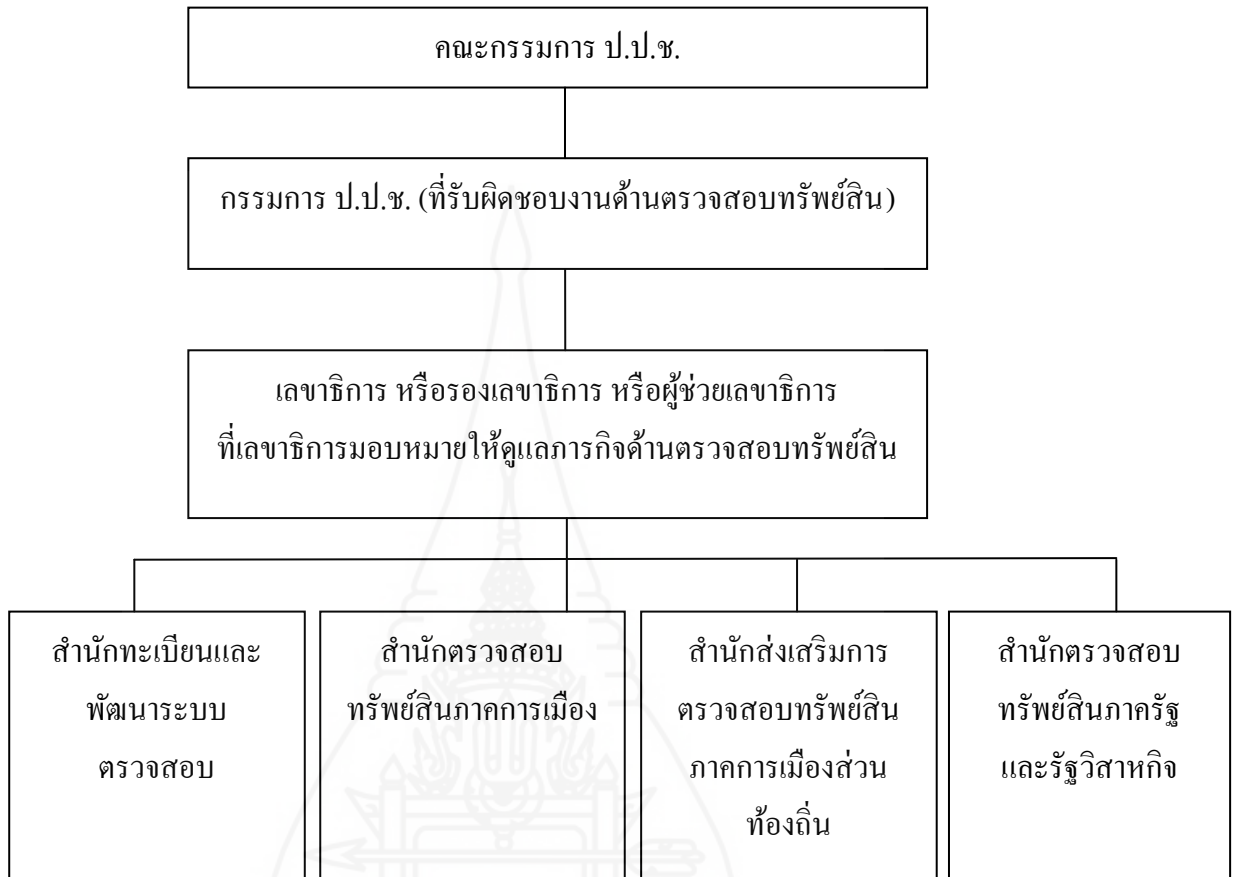 คณะกรรมการ ป.ป.ช.
กรรมการ ป.ป.ช. (ที่รับผิดชอบงานด้านตรวจสอบทรัพย์สิน)
เลขาธิการ หรือรองเลขาธิการ หรือผู้ช่วยเลขาธิการ
ที่เลขาธิการมอบหมายให้ดูแลภารกิจด้านตรวจสอบทรัพย์สิน
สำนักทะเบียนและ
พัฒนาระบบ
ตรวจสอบ
สำนักตรวจสอบ
ทรัพย์สินภาคการเมือง
สำนักส่งเสริมการ
ตรวจสอบทรัพย์สิน
ภาคการเมืองส่วน
ท้องถิ่น
สำนักตรวจสอบ
ทรัพย์สินภาครัฐ
และรัฐวิสาหกิจ